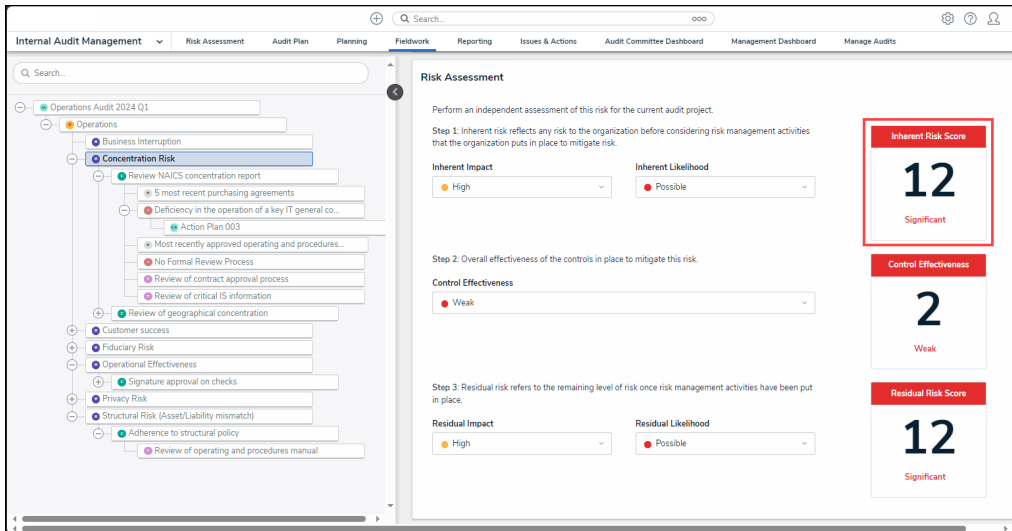 Search...
ooo
Internal Audit Management
Risk Assessment
Audit Plan
Planning
Fieldwork
Reporting
Issues & Actions
Audit Committee Dashboard
Management Dashboard
Manage Audits
Search...
Operations Audit 2024 Q1
Operations
Business Interruption
Concentration Risk
Review NAICS concentration report
5 most recent purchasing agreements
Deficiency in the operation of a key IT general co...
Action Plan 003
Most recently approved operating and procedures...
No Formal Review Process
Review of contract approval process
Review of critical IS information
Review of geographical concentration
Customer success
Fiduciary Risk
Operational Effectiveness
Signature approval on checks
Privacy Risk
Structural Risk (Asset/Liability mismatch)
Adherence to structural policy
Review of operating and procedures manual
Risk Assessment
Perform an independent assessment of this risk for the current audit project.
Step 1: Inherent risk reflects any risk to the organization before considering risk management activities
that the organization puts in place to mitigate risk.
Inherent Impact
High
Inherent Likelihood
Possible
Inherent Risk Score
12
Significant
Step 2: Overall effectiveness of the controls in place to mitigate this risk.
Control Effectiveness
Weak
Control Effectiveness
2
Weak
Step 3: Residual risk refers to the remaining level of risk once risk management activities have been put
in place.
Residual Impact
High
Residual Likelihood
Possible
Residual Risk Score
12
Significant